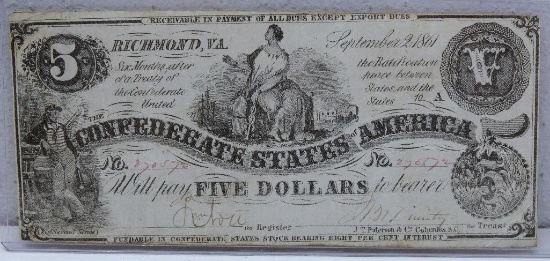 RECEIVABLE IN PAYMENT OF ALL DUES EXCEPT EXPORT DUES
5
RICHMOND, VA.
September 2, 1861
V
Six Months after
the Ratification
of a Treaty of
peace between
the Confederate
States, and the
United
States
A
THE
CONFEDERATE STATES OF AMERICA
No.
No.
5
Will pay FIVE DOLLARS to bearer
for Register
J. T. Paterson & Co. Columbia S.C.
for Treasr
FUNDABLE IN CONFEDERATE STATES STOCK BEARING EIGHT PER CENT INTEREST